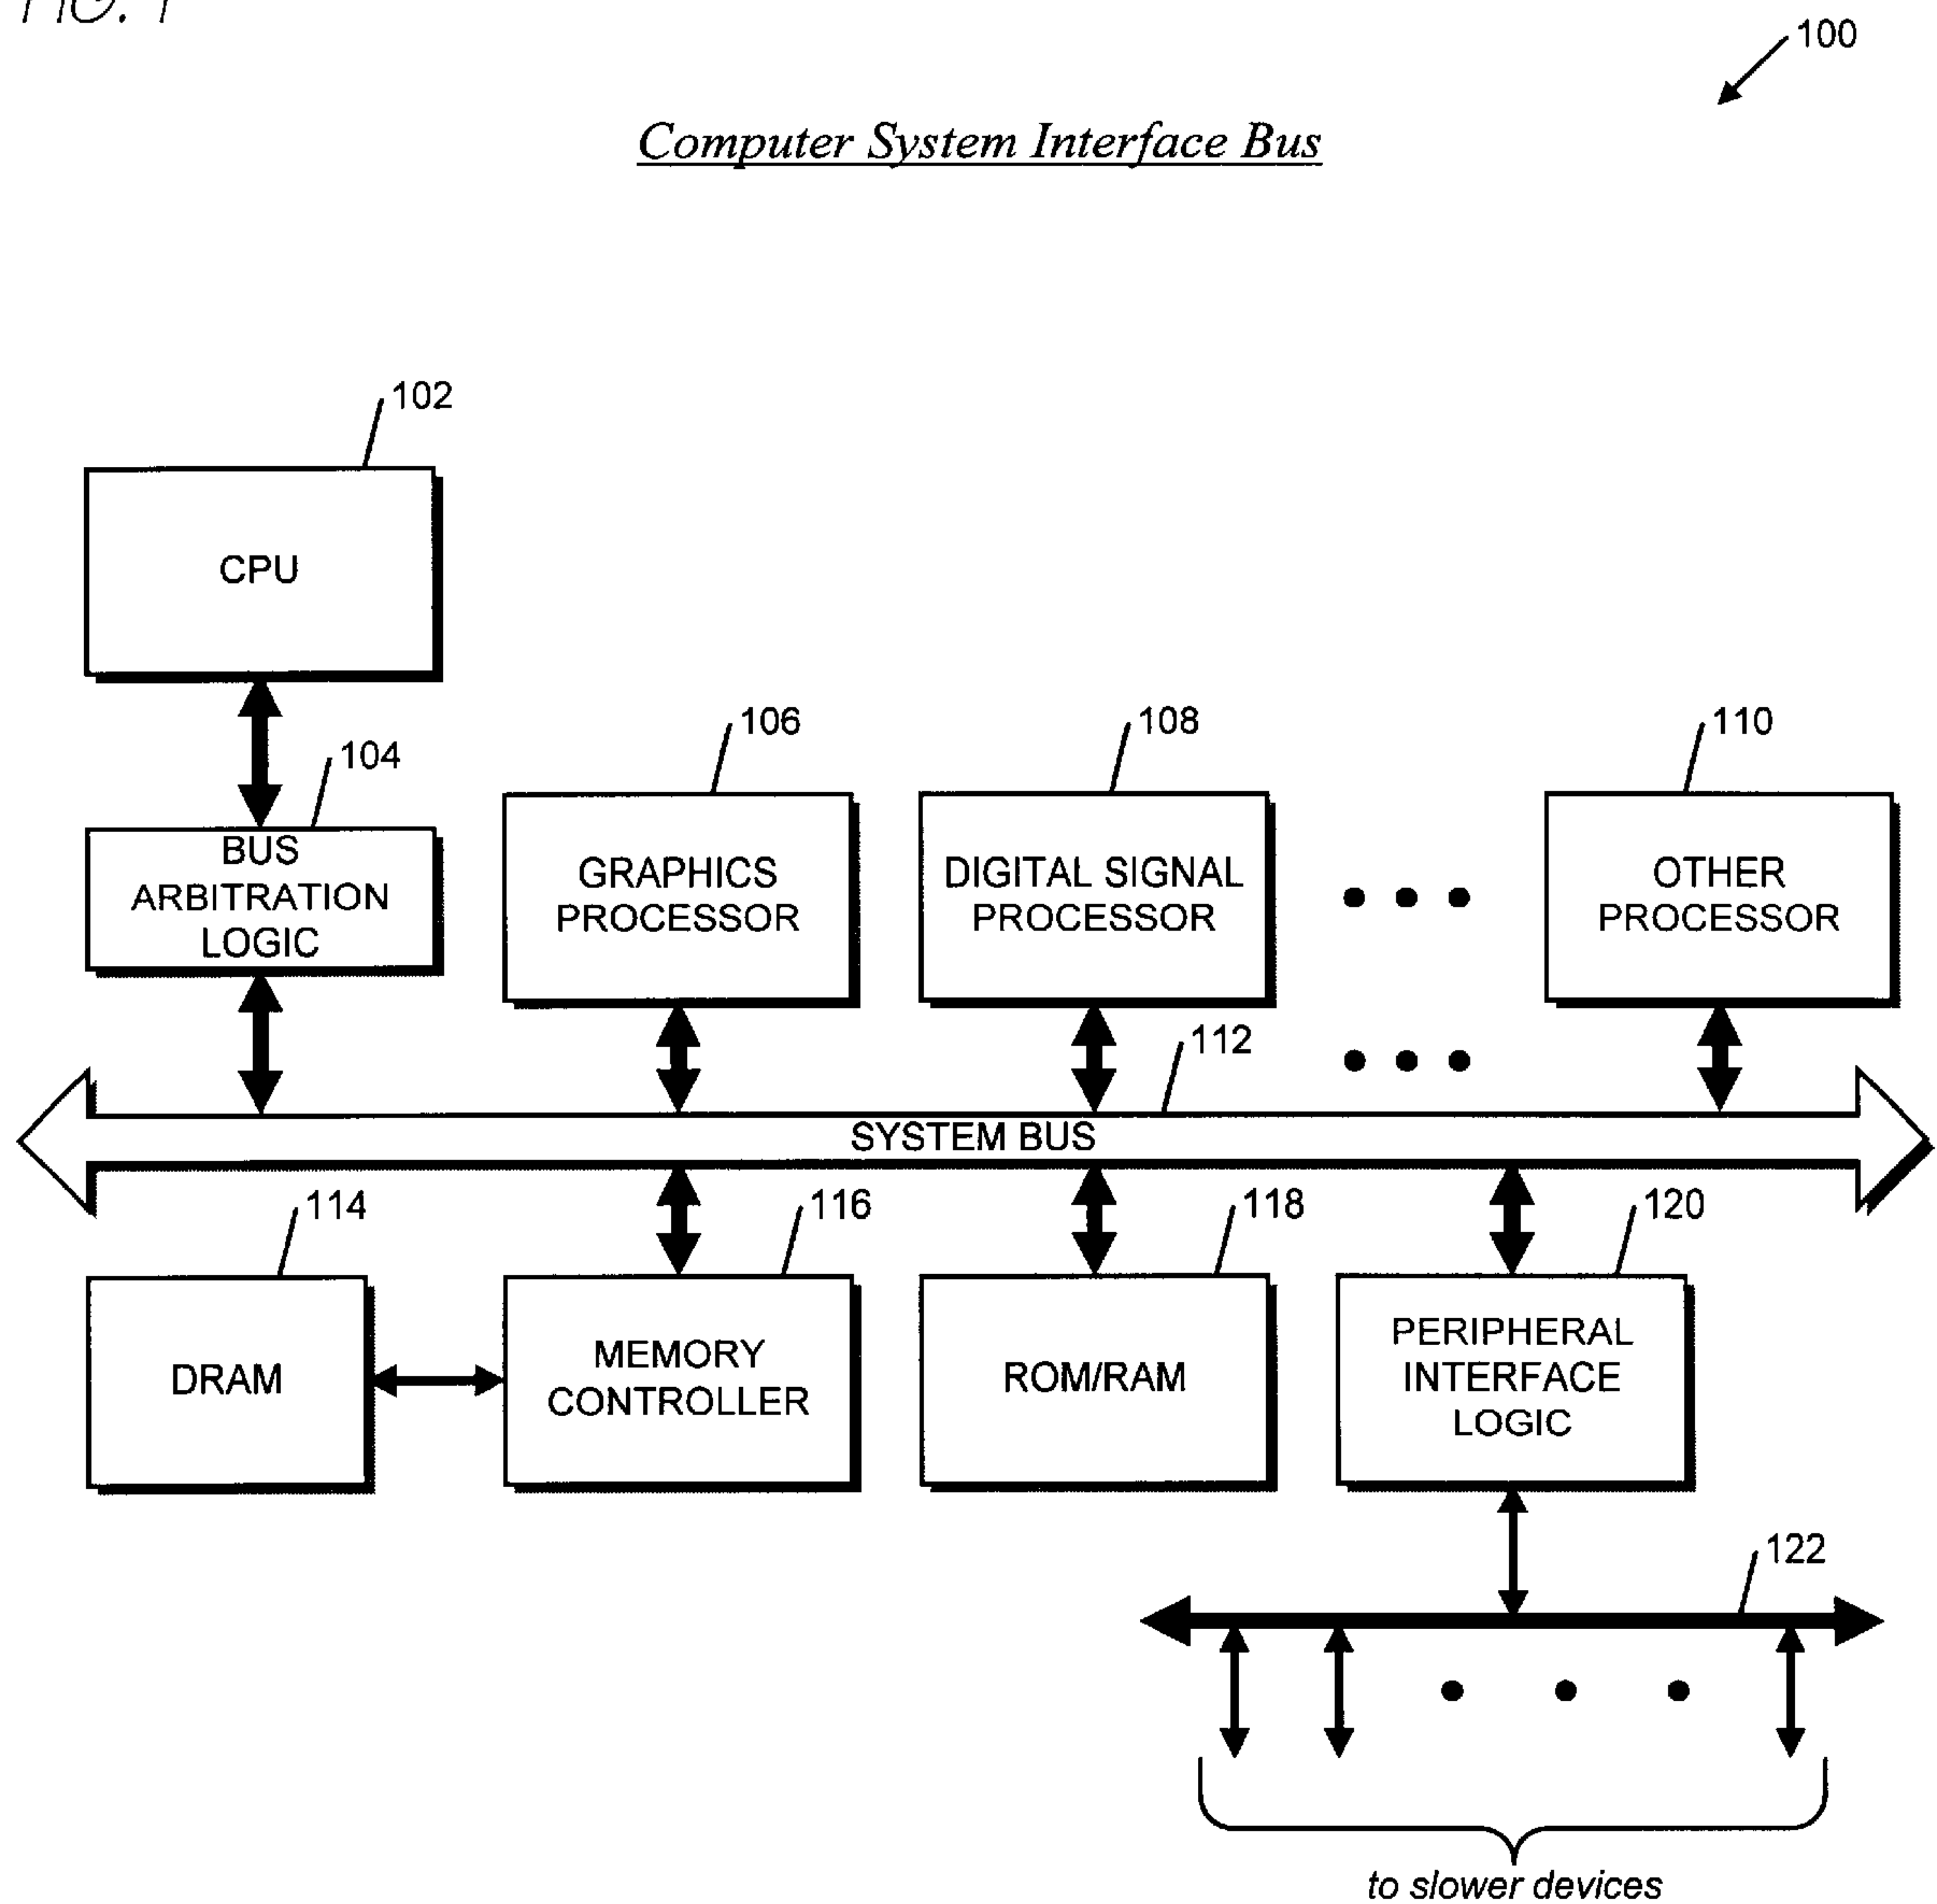 FIG. 1
100
Computer System Interface Bus
102
CPU
104
BUS
ARBITRATION
LOGIC
106
GRAPHICS
PROCESSOR
108
DIGITAL SIGNAL
PROCESSOR
110
OTHER
PROCESSOR
112
SYSTEM BUS
114
DRAM
116
MEMORY
CONTROLLER
118
ROM/RAM
120
PERIPHERAL
INTERFACE
LOGIC
122
to slower devices